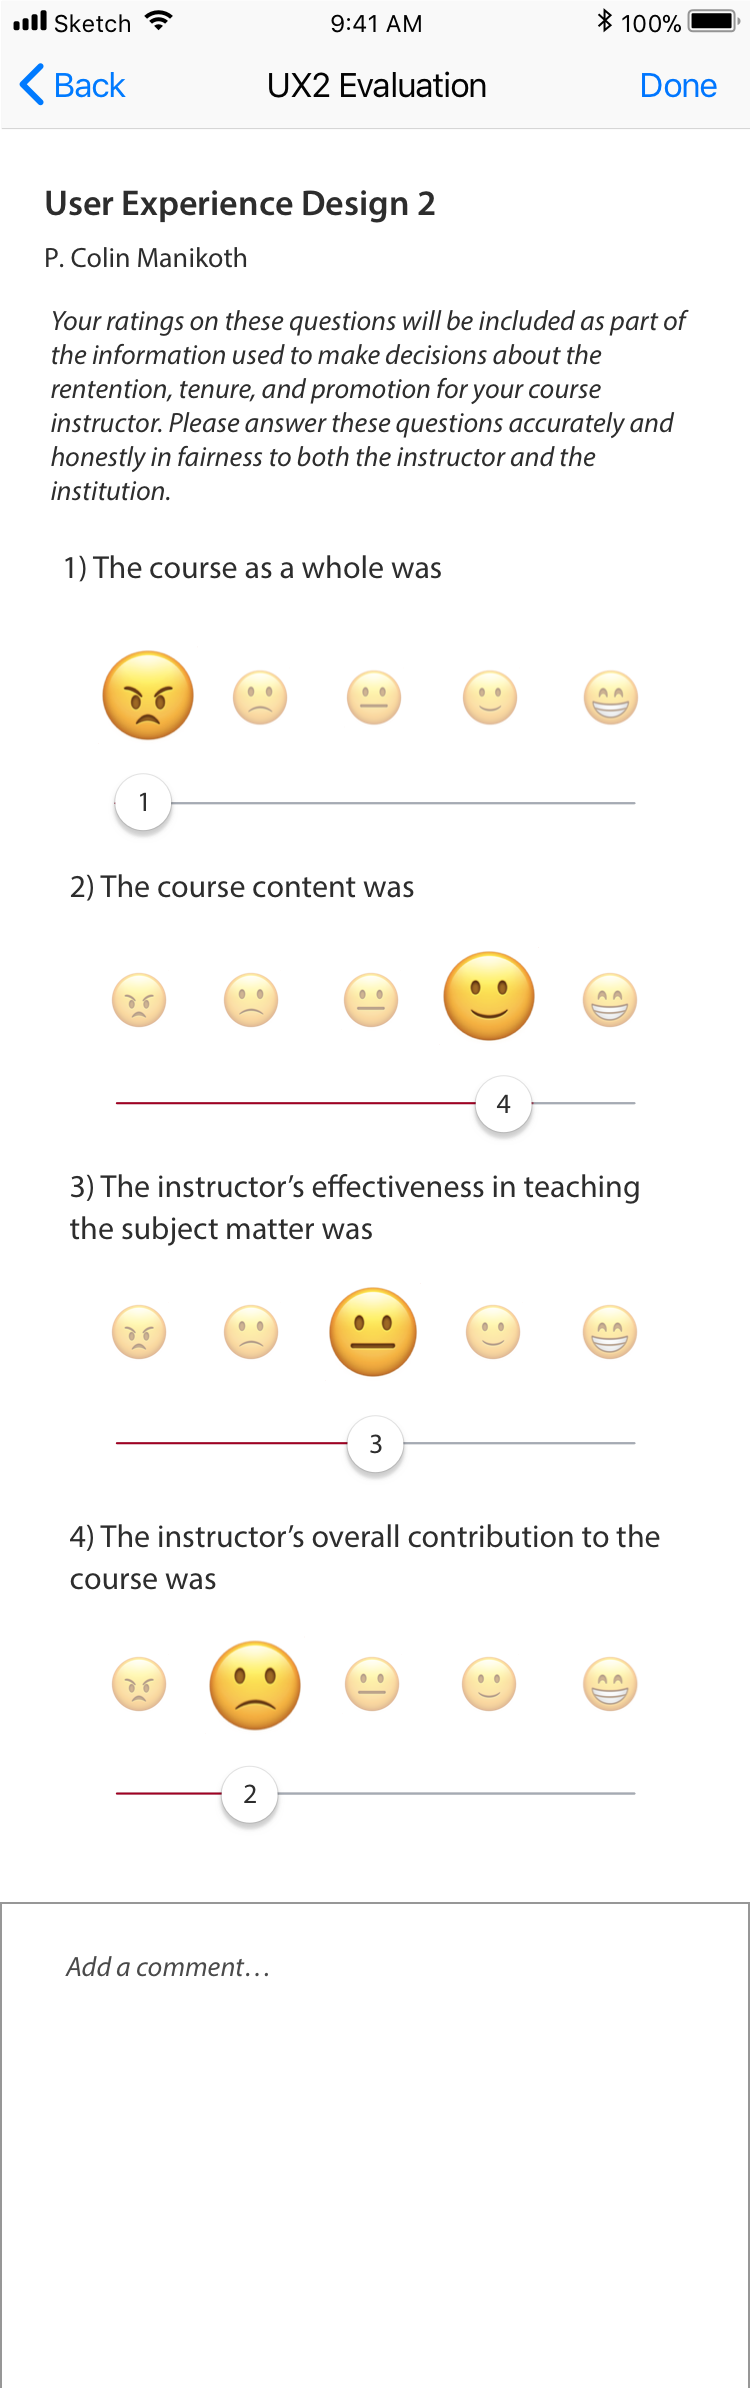 Sketch 9:41 AM 100%
Back UX2 Evaluation Done
User Experience Design 2
P. Colin Manikoth
Your ratings on these questions will be included as part of
the information used to make decisions about the
rentention, tenure, and promotion for your course
instructor. Please answer these questions accurately and
honestly in fairness to both the instructor and the
institution.
1) The course as a whole was
1
2) The course content was
4
3) The instructor’s effectiveness in teaching
the subject matter was
3
4) The instructor’s overall contribution to the
course was
2
Add a comment…